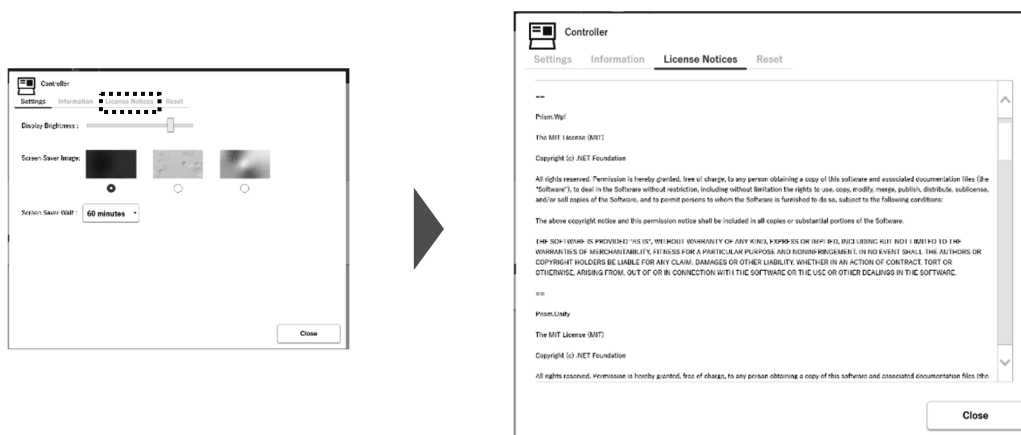 Controller
Settings Information License Notices Reset
Display Brightness :
Screen Saver Image:
Screen Saver Wait : 60 minutes
Close
Controller
Settings Information License Notices Reset
==
Prism.Wpf
The MIT License (MIT)
Copyright (c) .NET Foundation
All rights reserved. Permission is hereby granted, free of charge, to any person obtaining a copy of this software and associated documentation files (the
"Software"), to deal in the Software without restriction, including without limitation the rights to use, copy, modify, merge, publish, distribute, sublicense,
and/or sell copies of the Software, and to permit persons to whom the Software is furnished to do so, subject to the following conditions:
The above copyright notice and this permission notice shall be included in all copies or substantial portions of the Software.
THE SOFTWARE IS PROVIDED "AS IS", WITHOUT WARRANTY OF ANY KIND, EXPRESS OR IMPLIED, INCLUDING BUT NOT LIMITED TO THE
WARRANTIES OF MERCHANTABILITY, FITNESS FOR A PARTICULAR PURPOSE AND NONINFRINGEMENT. IN NO EVENT SHALL THE AUTHORS OR
COPYRIGHT HOLDERS BE LIABLE FOR ANY CLAIM, DAMAGES OR OTHER LIABILITY, WHETHER IN AN ACTION OF CONTRACT, TORT OR
OTHERWISE, ARISING FROM, OUT OF OR IN CONNECTION WITH THE SOFTWARE OR THE USE OR OTHER DEALINGS IN THE SOFTWARE.
==
Prism.Unity
The MIT License (MIT)
Copyright (c) .NET Foundation
All rights reserved. Permission is hereby granted, free of charge, to any person obtaining a copy of this software and associated documentation files (the
Close